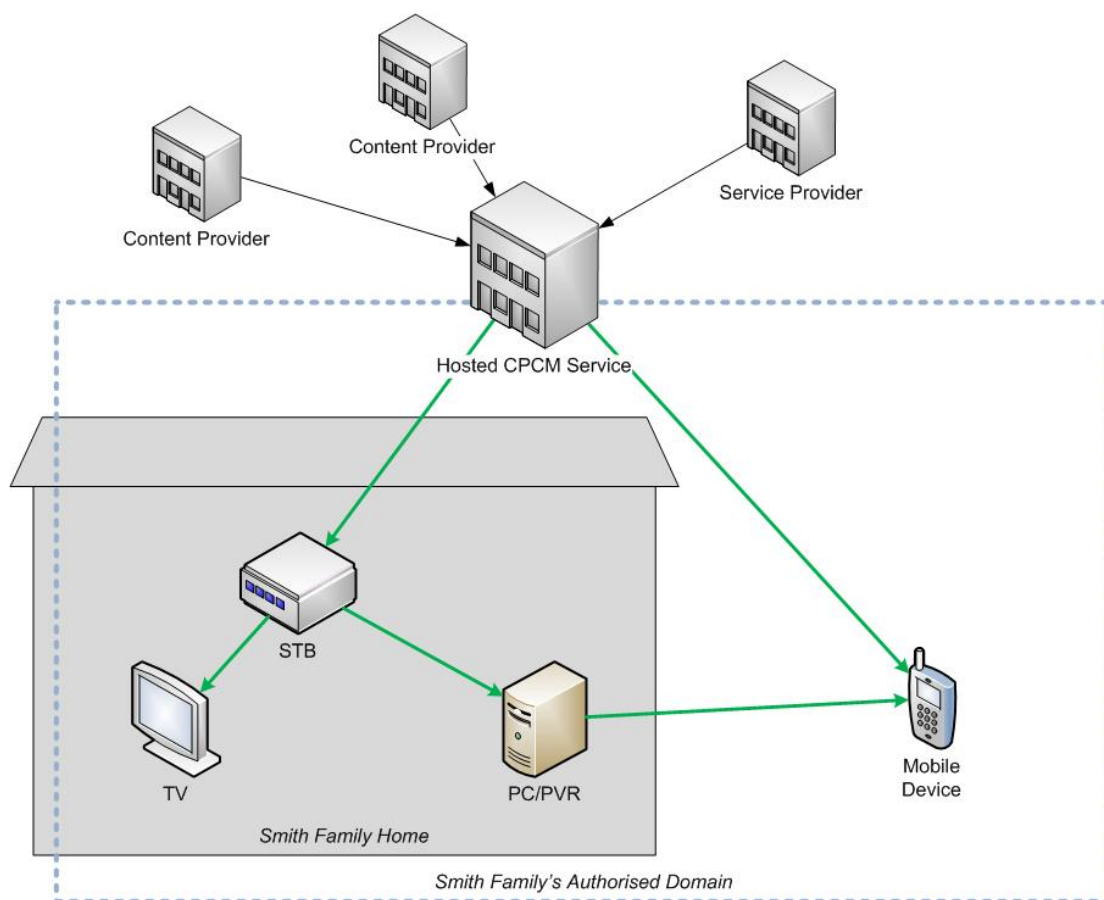 Content Provider
Service Provider
Content Provider
Hosted CPCM Service
STB
TV
PC/PVR
Mobile
Device
Smith Family Home
Smith Family's Authorised Domain